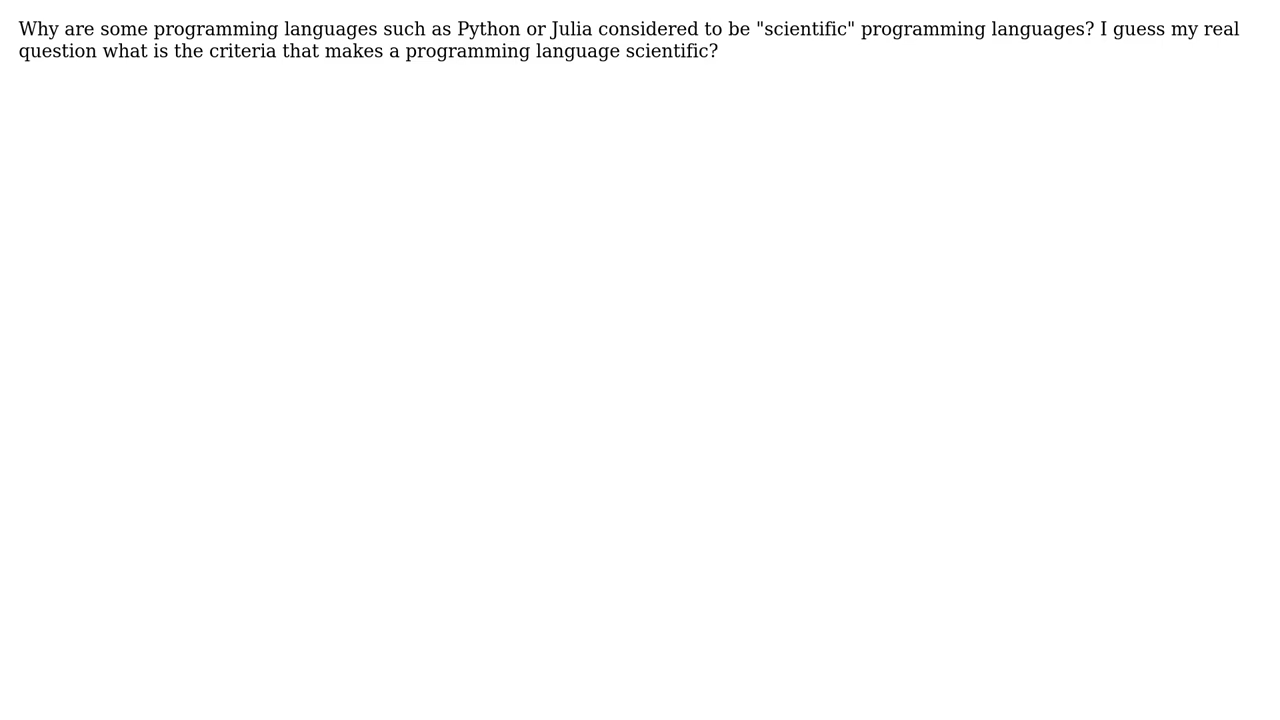 Why are some programming languages such as Python or Julia considered to be "scientific" programming languages? I guess my real
question what is the criteria that makes a programming language scientific?